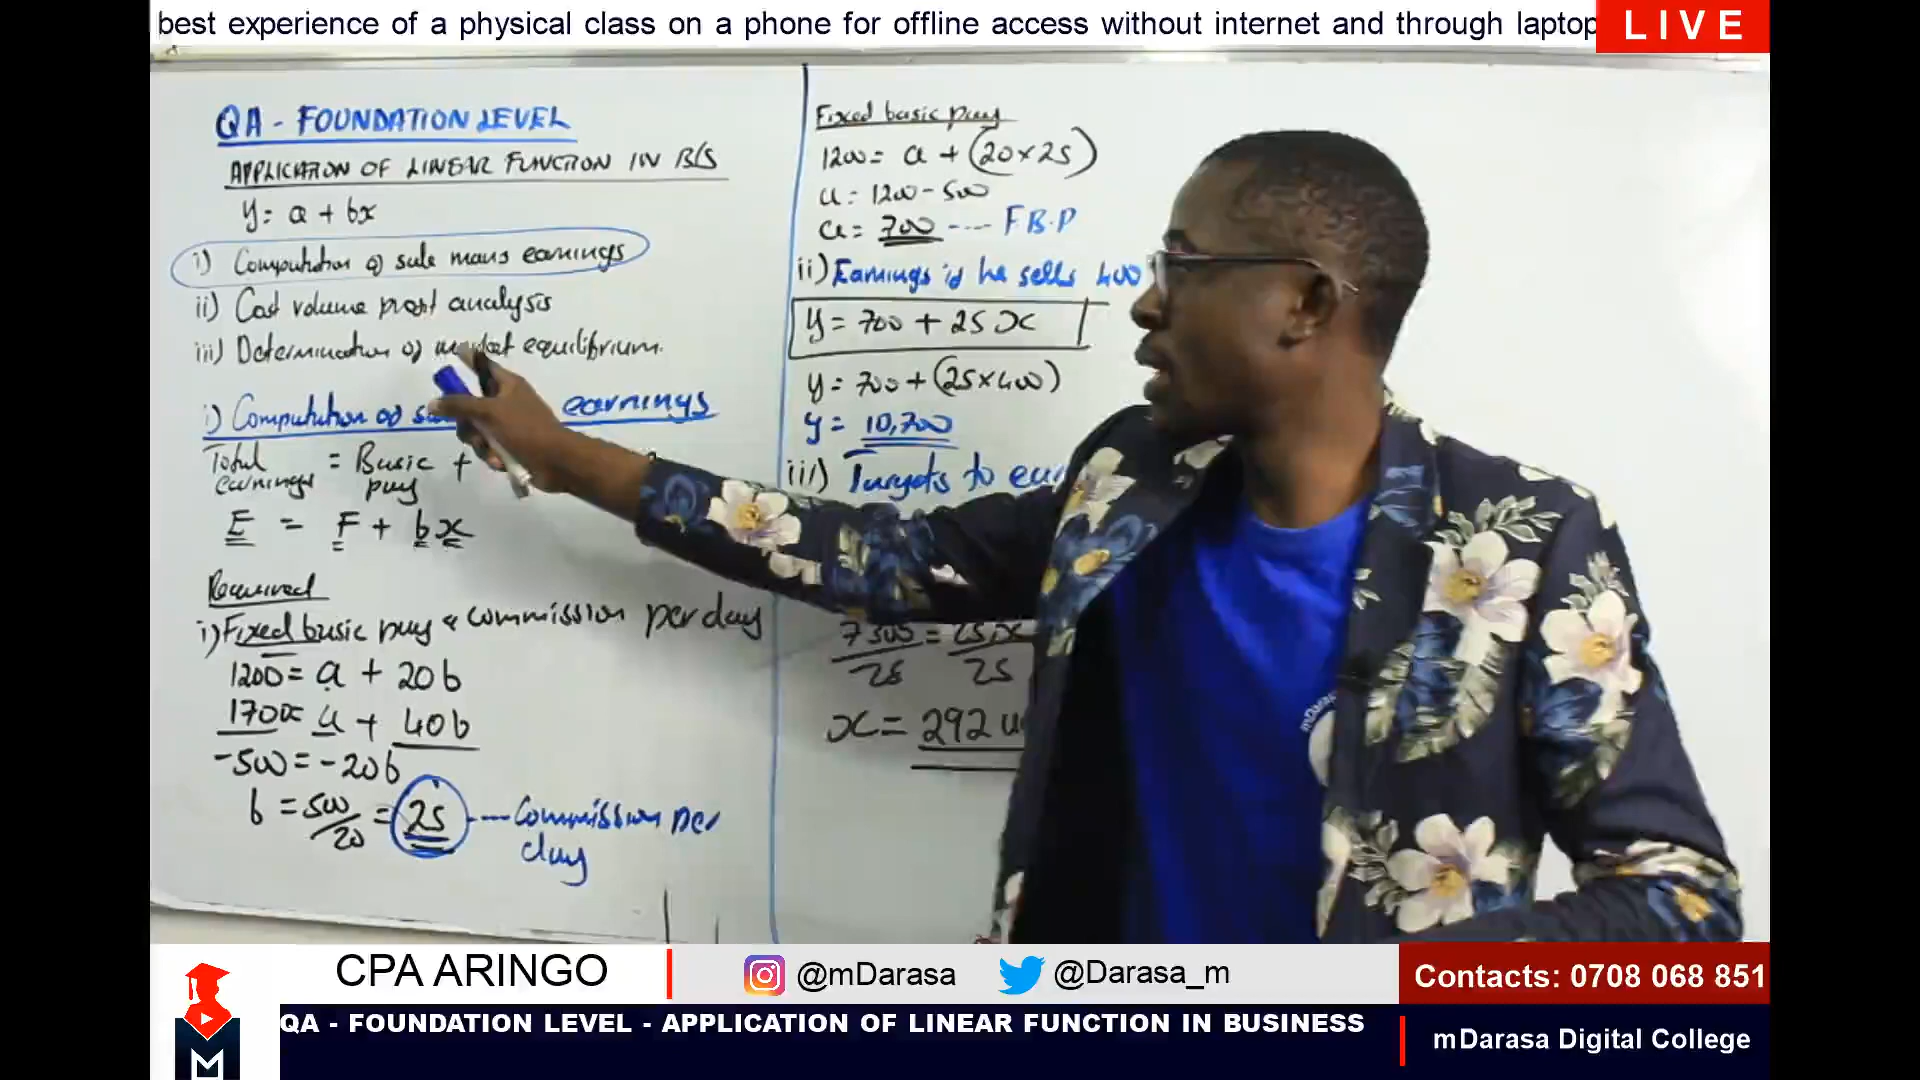 best experience of a physical class on a phone for offline access without internet and through laptop
LIVE
QA - FOUNDATION LEVEL
APPLICATION OF LINEAR FUNCTION IN B/S
y = a + bx
i) Computation of sale mans earnings
ii) Cost volume profit analysis
iii) Determination of market equilibrium.
i) Computation of earnings
Total earnings = Basic pay +
E = F + bx
Required
i) Fixed basic pay & commission per day
1200 = a + 20b
1700 = a + 40b
-500 = -20b
b = 500/20 = 25 ---- Commission per day
Fixed basic pay
1200 = a + (20×25)
a = 1200 - 500
a = 700 ---- F.B.P
ii) Earnings if he sells 400
y = 700 + 25x
y = 700 + (25×400)
y = 10,700
iii) Targets to
25 25
x = 292
mDarasa
CPA ARINGO
@mDarasa
@Darasa_m
Contacts: 0708 068 851
M
QA - FOUNDATION LEVEL - APPLICATION OF LINEAR FUNCTION IN BUSINESS
mDarasa Digital College